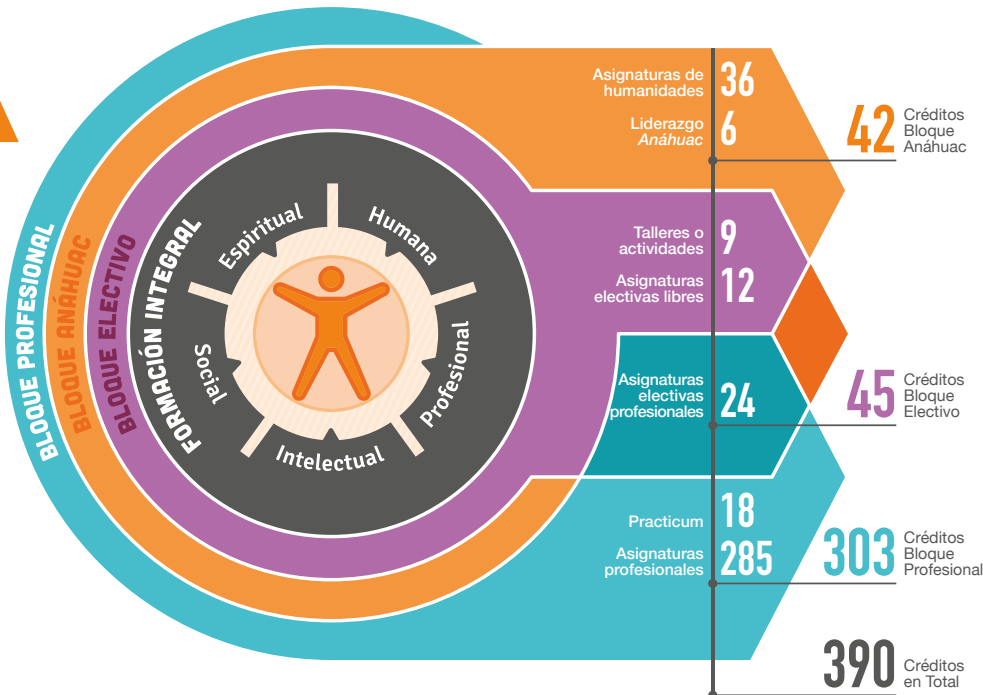 BLOQUE PROFESIONAL
BLOQUE ANÁHUAC
BLOQUE ELECTIVO
FORMACIÓN INTEGRAL
Espiritual
Humana
Social
Profesional
Intelectual
Asignaturas de
humanidades
36
Liderazgo
Anáhuac
6
42
Créditos
Bloque
Anáhuac
Talleres o
actividades
9
Asignaturas
electivas libres
12
Asignaturas
electivas
profesionales
24
45
Créditos
Bloque
Electivo
Practicum
18
Asignaturas
profesionales
285
303
Créditos
Bloque
Profesional
390
Créditos
en Total